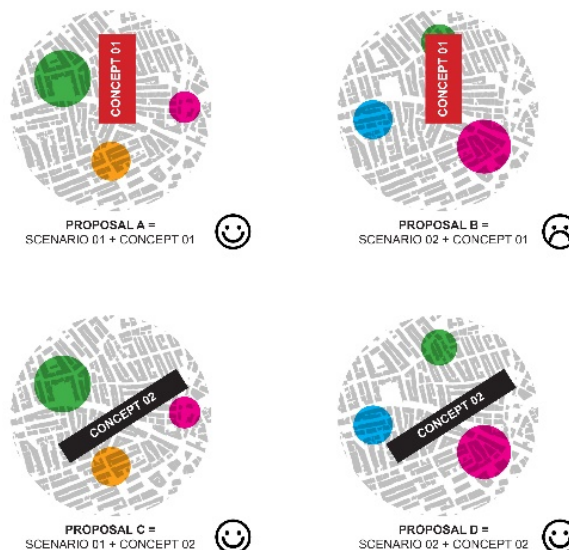 CONCEPT 01
PROPOSAL A =
SCENARIO 01 + CONCEPT 01
CONCEPT 01
PROPOSAL B =
SCENARIO 02 + CONCEPT 01
CONCEPT 02
PROPOSAL C =
SCENARIO 01 + CONCEPT 02
CONCEPT 02
PROPOSAL D =
SCENARIO 02 + CONCEPT 02